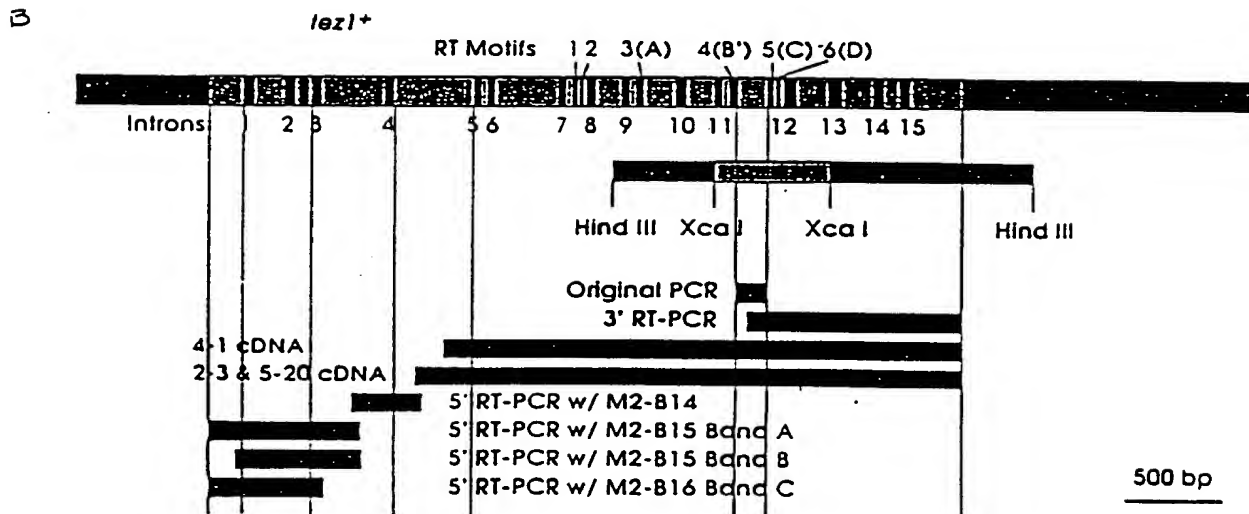 B
tez1+
RT Motifs 1 2 3(A) 4(B') 5(C) 6(D)
Introns 1 2 3 4 5 6 7 8 9 10 11 12 13 14 15
Hind III Xca I Xca I Hind III
Original PCR
3' RT-PCR
4-1 cDNA
2-3 & 5-20 cDNA
5' RT-PCR w/ M2-B14
5' RT-PCR w/ M2-B15 Band A
5' RT-PCR w/ M2-B15 Band B
5' RT-PCR w/ M2-B16 Band C
500 bp